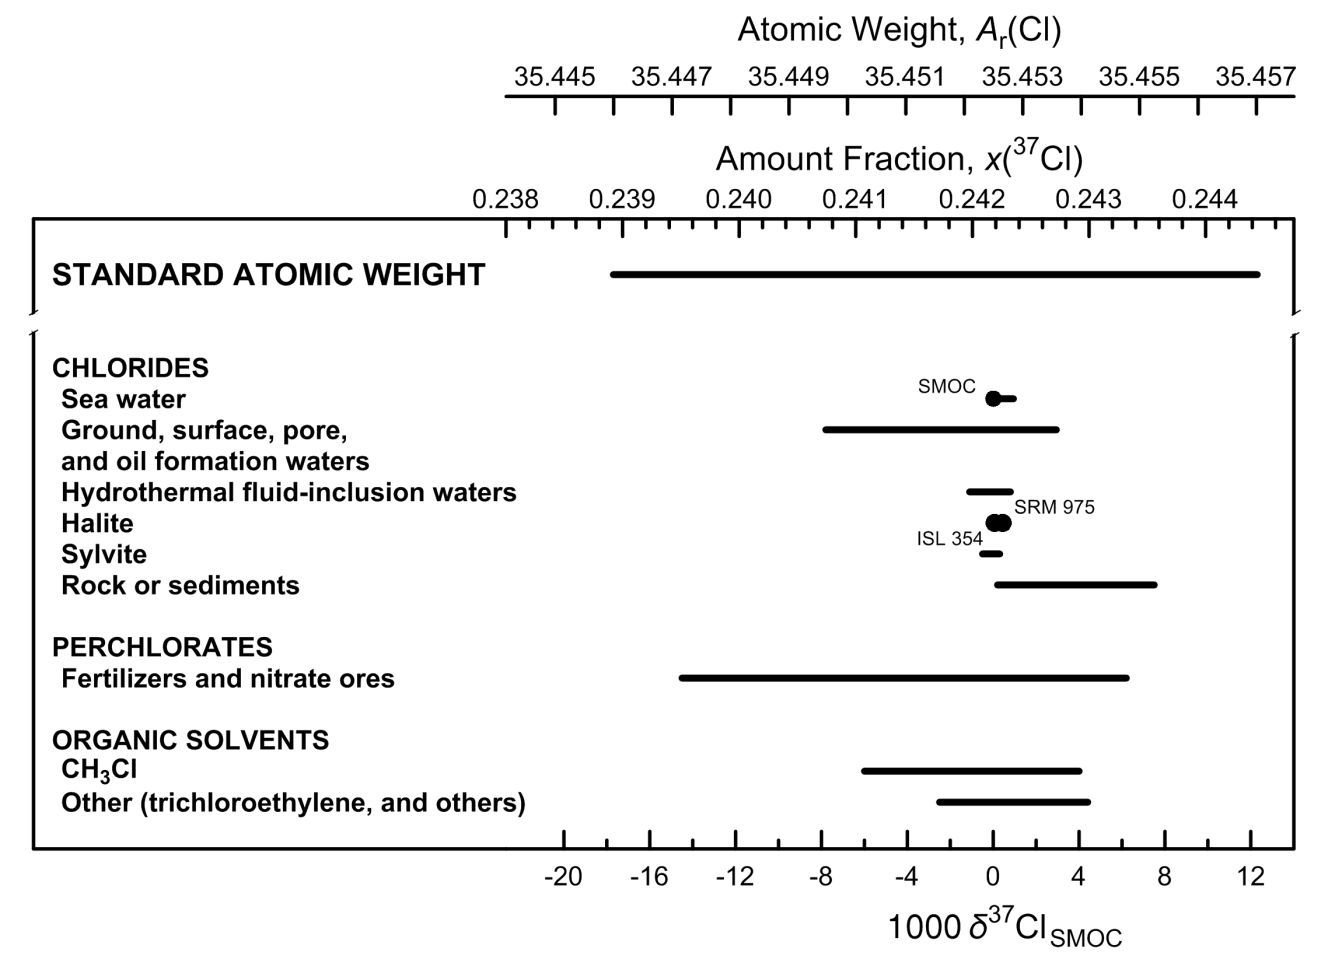 Atomic Weight, Aᵣ(Cl)
35.445 35.447 35.449 35.451 35.453 35.455 35.457
Amount Fraction, x(³⁷Cl)
0.238 0.239 0.240 0.241 0.242 0.243 0.244
STANDARD ATOMIC WEIGHT
CHLORIDES
SMOC
Sea water
Ground, surface, pore,
and oil formation waters
Hydrothermal fluid-inclusion waters
SRM 975
Halite
ISL 354
Sylvite
Rock or sediments
PERCHLORATES
Fertilizers and nitrate ores
ORGANIC SOLVENTS
CH₃Cl
Other (trichloroethylene, and others)
-20 -16 -12 -8 -4 0 4 8 12
1000 δ³⁷Cl SMOC